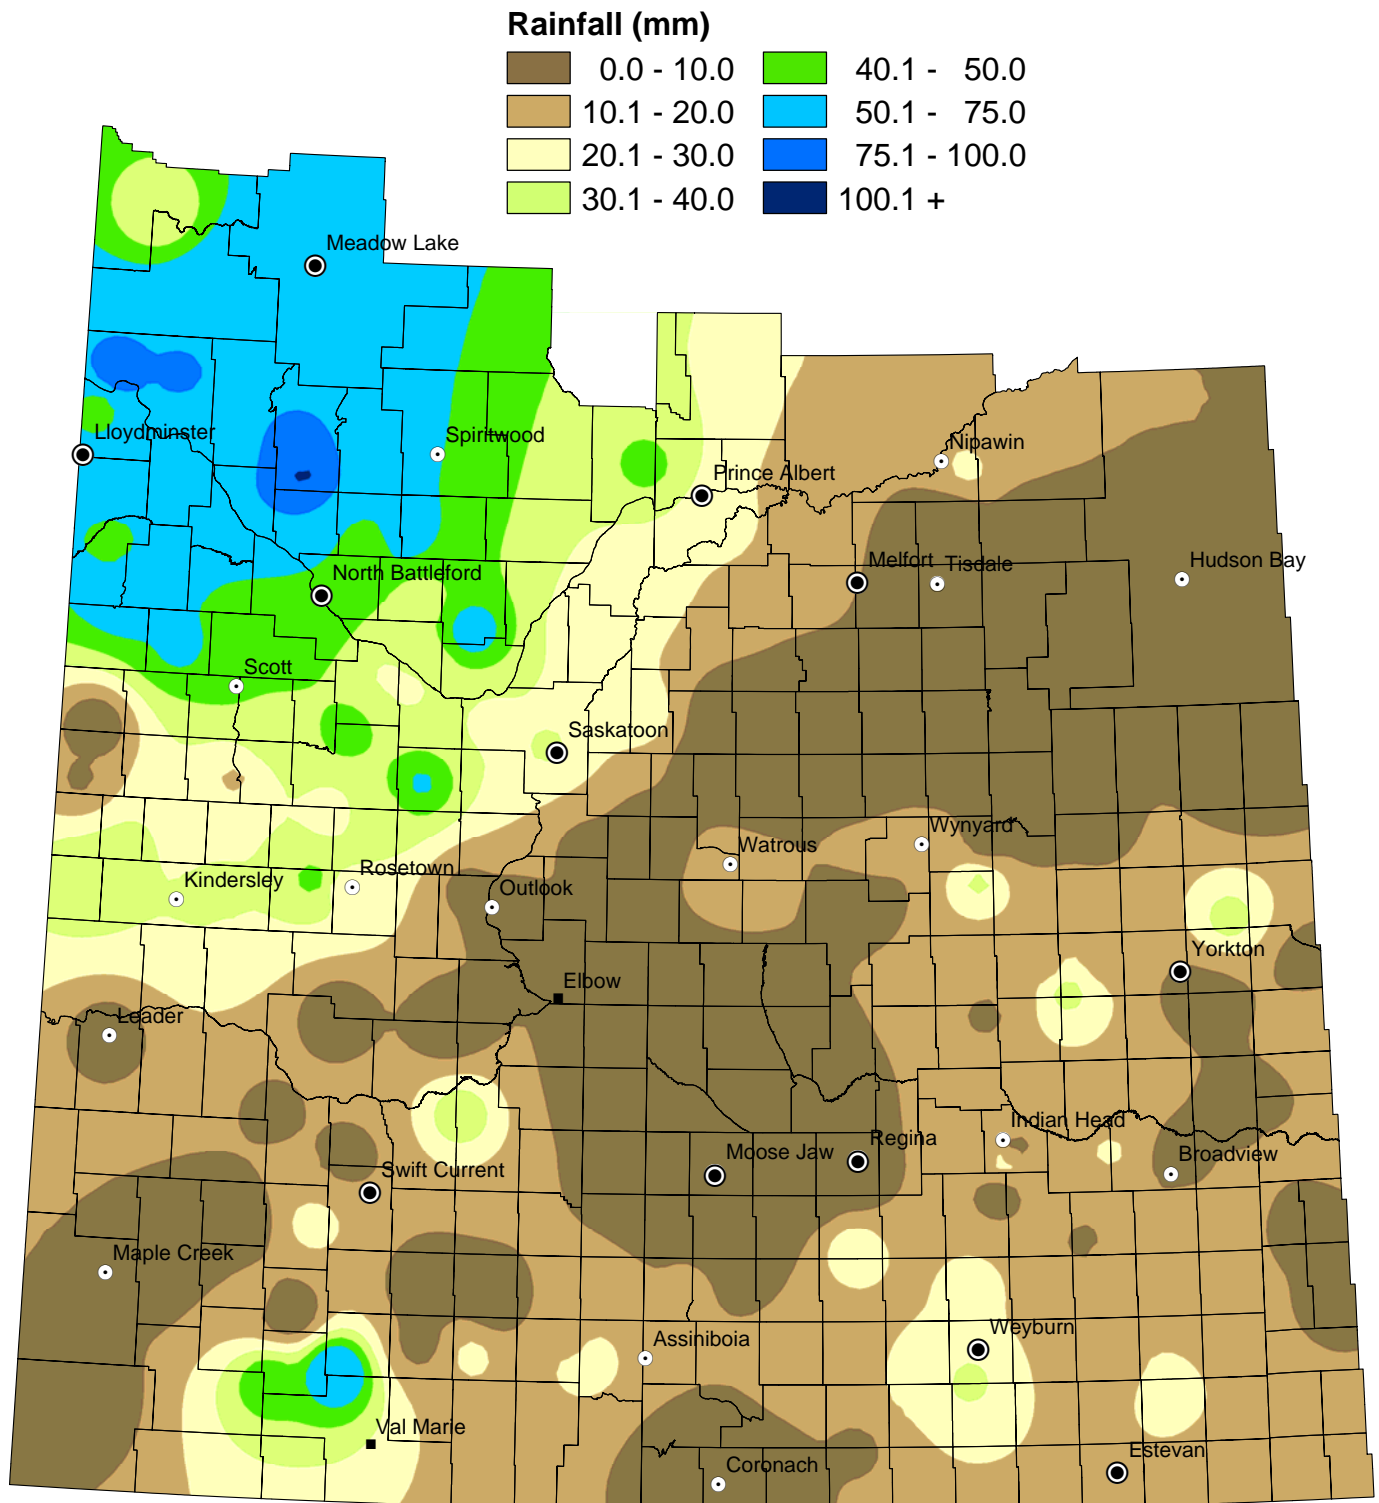 Rainfall (mm)
0.0 - 10.0
10.1 - 20.0
20.1 - 30.0
30.1 - 40.0
40.1 - 50.0
50.1 - 75.0
75.1 - 100.0
100.1 +
Meadow Lake
Lloydminster
Spiritwood
Nipawin
Prince Albert
North Battleford
Melfort
Tisdale
Hudson Bay
Scott
Saskatoon
Watrous
Wynyard
Kindersley
Rosetown
Outlook
Yorkton
Elbow
Leader
Indian Head
Regina
Moose Jaw
Broadview
Swift Current
Maple Creek
Weyburn
Assiniboia
Val Marie
Estevan
Coronach